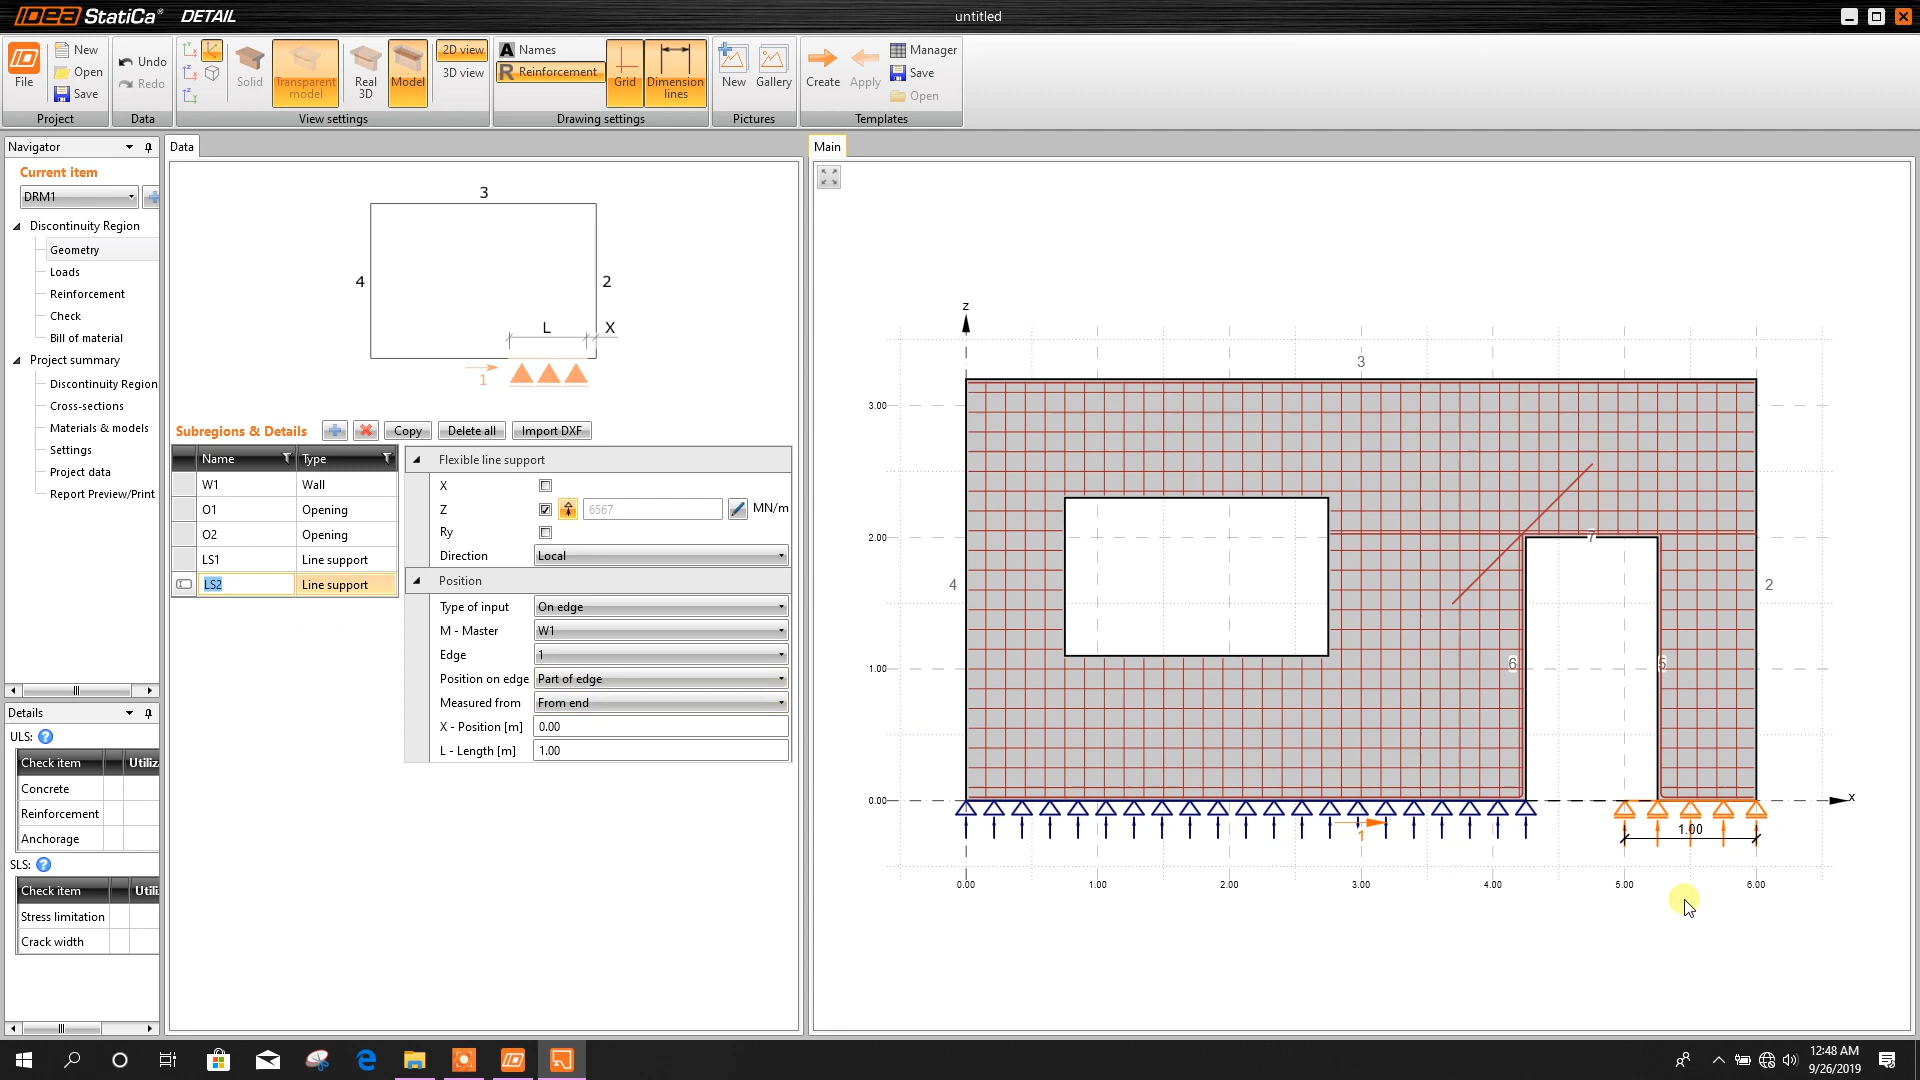 IDEA StatiCa® DETAIL
untitled
File
New
Open
Save
Project
Undo
Redo
Data
Solid
Transparent model
Real 3D
Model
2D view
3D view
View settings
A Names
R Reinforcement
Grid
Dimension lines
Drawing settings
New
Gallery
Pictures
Create
Apply
Manager
Save
Open
Templates
Navigator
Current item
DRM1
Discontinuity Region
Geometry
Loads
Reinforcement
Check
Bill of material
Project summary
Discontinuity Region
Cross-sections
Materials & models
Settings
Project data
Report Preview/Print
Details
ULS: ?
Check item Utiliz
Concrete
Reinforcement
Anchorage
SLS: ?
Check item Utili
Stress limitation
Crack width
Data
3
4
2
L X
1
Subregions & Details
Copy
Delete all
Import DXF
Name Type
W1 Wall
O1 Opening
O2 Opening
LS1 Line support
LS2 Line support
Flexible line support
X
Z 6567 MN/m
Ry
Direction Local
Position
Type of input On edge
M - Master W1
Edge 1
Position on edge Part of edge
Measured from From end
X - Position [m] 0.00
L - Length [m] 1.00
Main
z
3
3.00
2.00
7
4
2
1.00
6
5
0.00
x
1
1.00
0.00 1.00 2.00 3.00 4.00 5.00 6.00
12:48 AM
9/26/2019